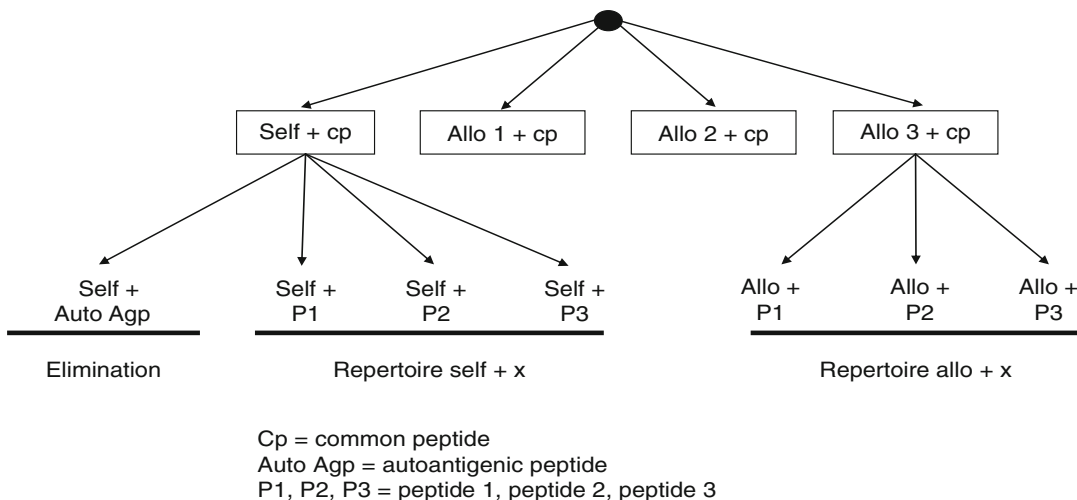 Self + cp
Allo 1 + cp
Allo 2 + cp
Allo 3 + cp
Self +
Auto Agp
Self +
P1
Self +
P2
Self +
P3
Allo +
P1
Allo +
P2
Allo +
P3
Elimination
Repertoire self + x
Repertoire allo + x
Cp = common peptide
Auto Agp = autoantigenic peptide
P1, P2, P3 = peptide 1, peptide 2, peptide 3